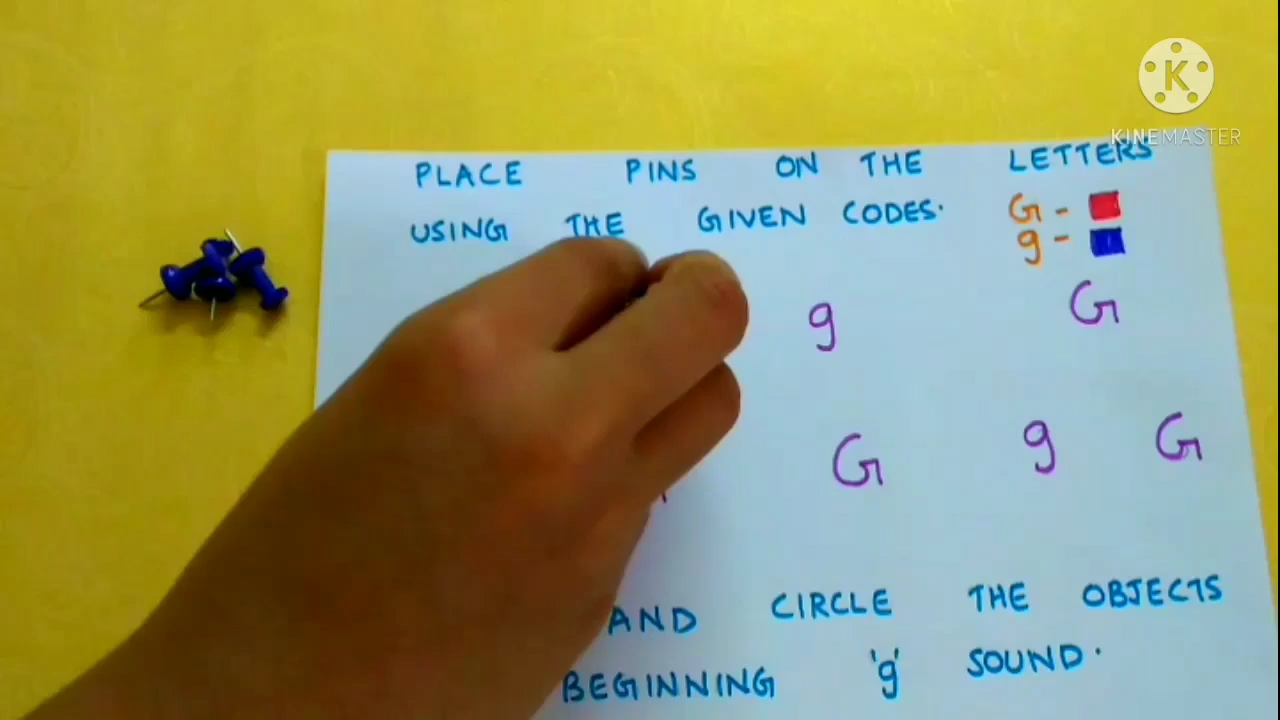 K
KINEMASTER
PLACE PINS ON THE LETTERS
USING THE GIVEN CODES. G -
g -
g G
G g G
AND CIRCLE THE OBJECTS
BEGINNING 'g' SOUND.